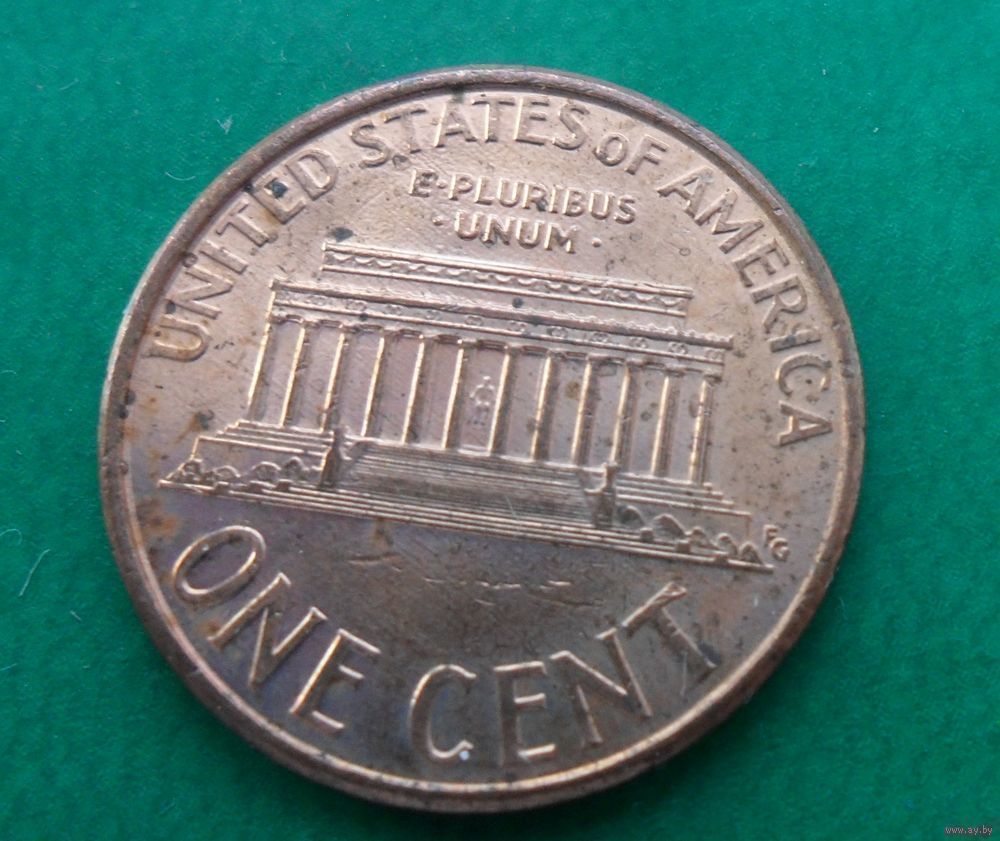 UNITED STATES oF AMERICA
E·PLURIBUS
·UNUM·
FG
ONE CENT
www.ay.by